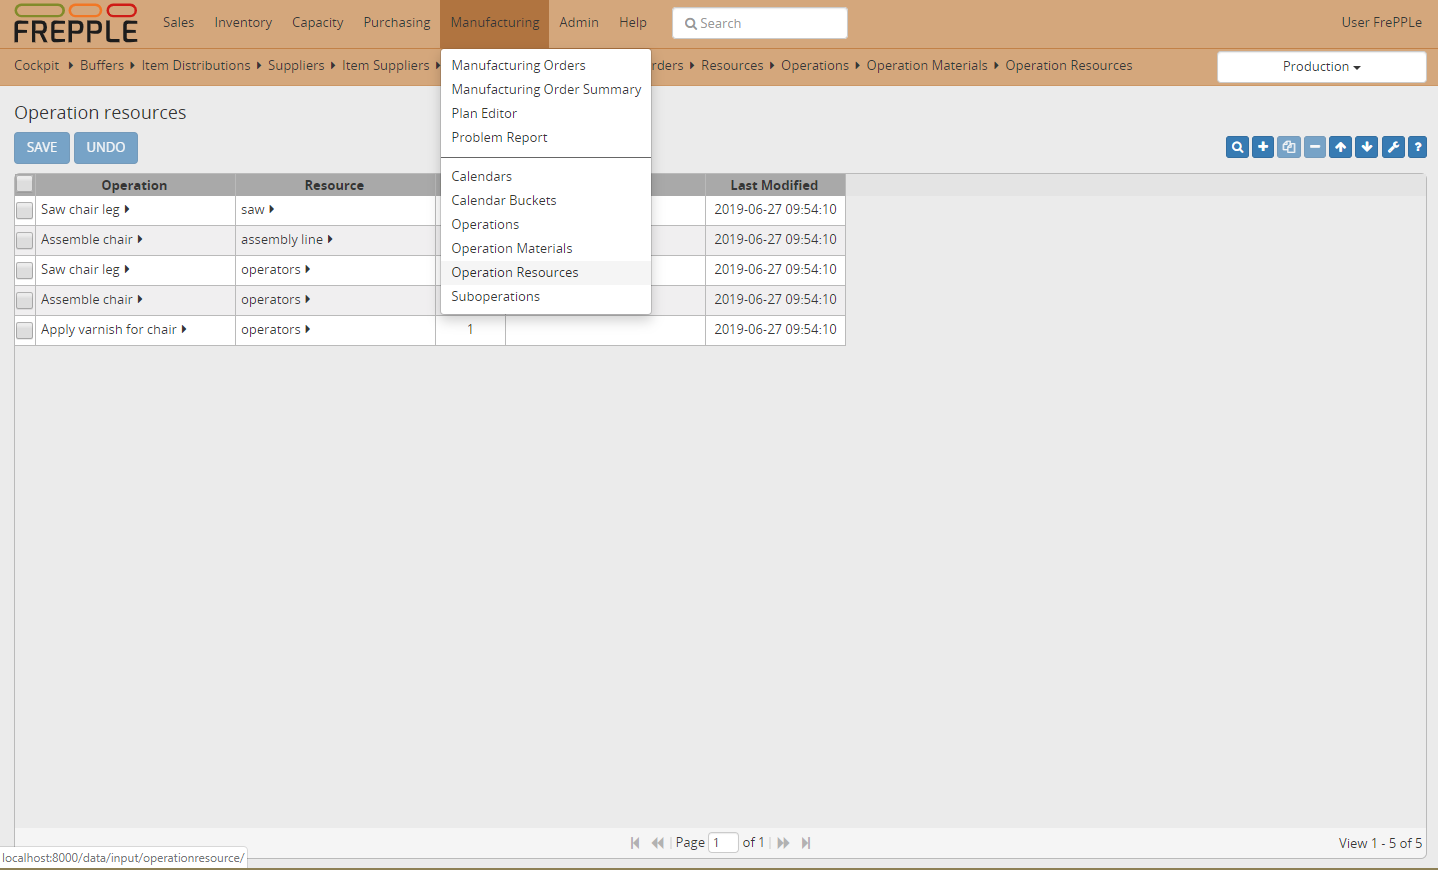 FREPPLE Sales Inventory Capacity Purchasing Manufacturing Admin Help Search User FrePPLe
Cockpit Buffers Item Distributions Suppliers Item Suppliers rders Resources Operations Operation Materials Operation Resources Production
Manufacturing Orders
Manufacturing Order Summary
Plan Editor
Problem Report
Calendars
Calendar Buckets
Operations
Operation Materials
Operation Resources
Suboperations
Operation resources
SAVE UNDO
Operation Resource Last Modified
Saw chair leg saw 2019-06-27 09:54:10
Assemble chair assembly line 2019-06-27 09:54:10
Saw chair leg operators 2019-06-27 09:54:10
Assemble chair operators 2019-06-27 09:54:10
Apply varnish for chair operators 1 2019-06-27 09:54:10
Page 1 of 1 View 1 - 5 of 5
localhost:8000/data/input/operationresource/